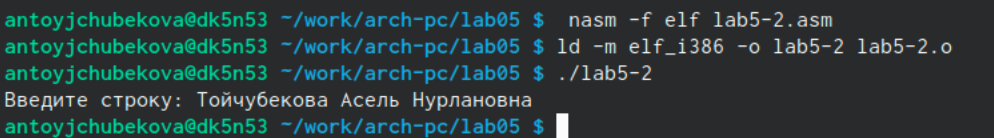 antoyjchubekova@dk5n53 ~/work/arch-pc/lab05 $  nasm -f elf lab5-2.asm
antoyjchubekova@dk5n53 ~/work/arch-pc/lab05 $ ld -m elf_i386 -o lab5-2 lab5-2.o
antoyjchubekova@dk5n53 ~/work/arch-pc/lab05 $ ./lab5-2
Введите строку: Тойчубекова Асель Нурлановна
antoyjchubekova@dk5n53 ~/work/arch-pc/lab05 $